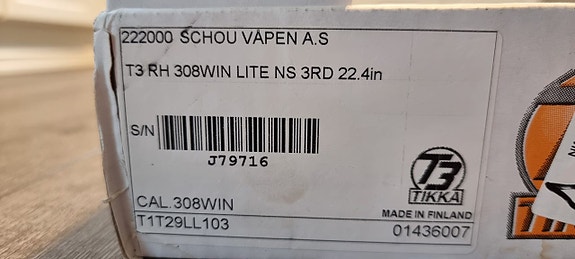 222000 SCHOU VÅPEN A.S
T3 RH 308WIN LITE NS 3RD 22.4in
S/N
J79716
T3
TIKKA
CAL.308WIN
MADE IN FINLAND
T1T29LL103
01436007